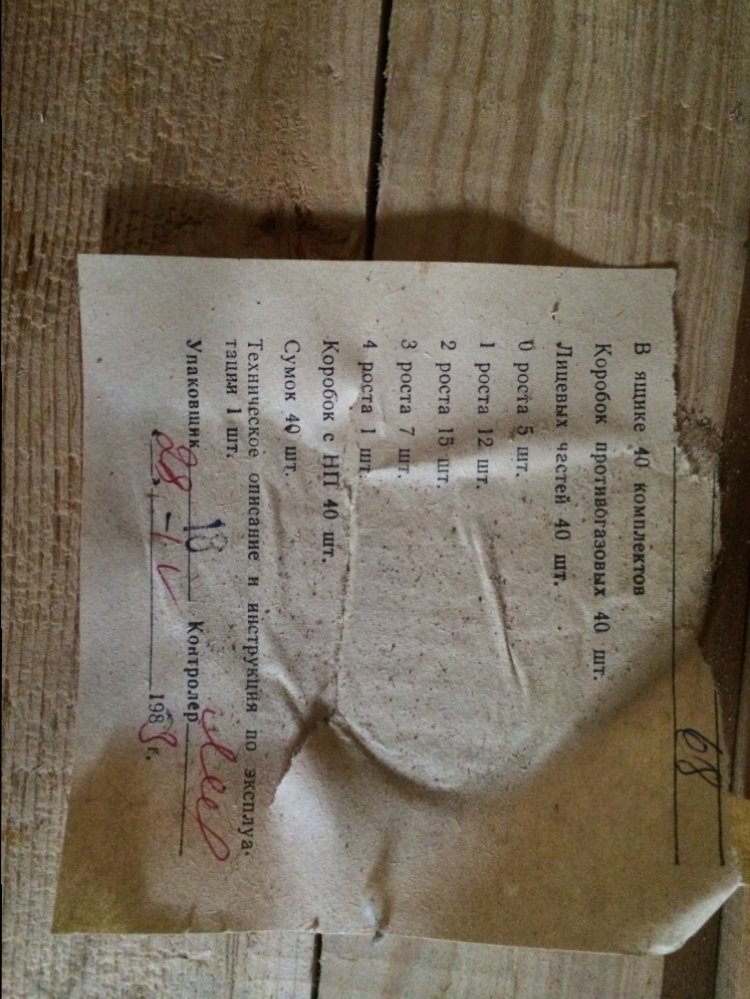 68
В ящике 40 комплектов
Коробок противогазовых 40 шт.
Лицевых частей 40 шт.
0 роста 5 шт.
1 роста 12 шт.
2 роста 15 шт.
3 роста 7 шт.
4 роста 1 шт.
Коробок с НП 40 шт.
Сумок 40 шт.
Техническое описание и инструкция по эксплуа-
тации 1 шт.
Упаковщик 18 Контролер
28 198 г.